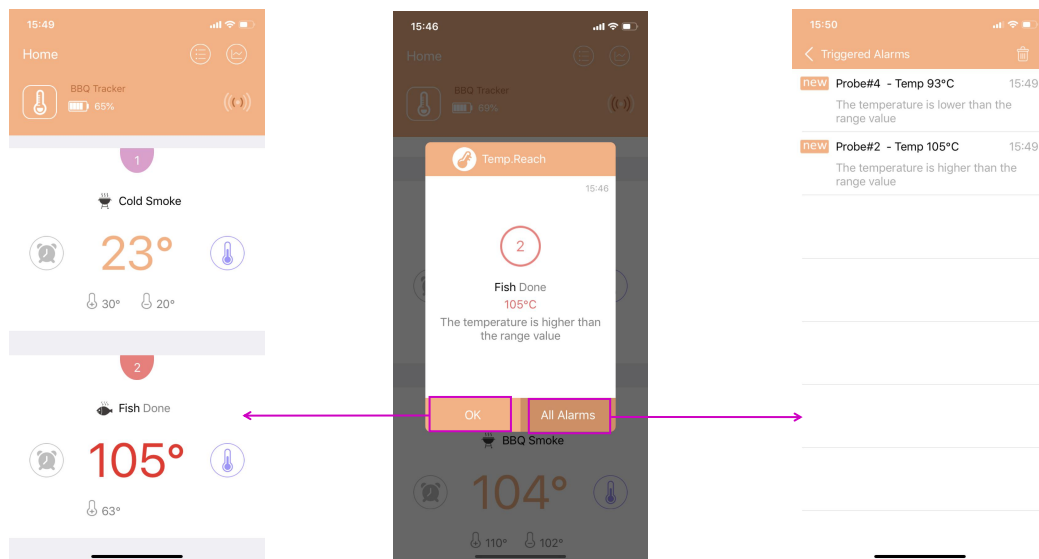 15:49
Home
BBQ Tracker
65%
1
Cold Smoke
23°
30° 20°
2
Fish Done
105°
63°
15:46
Home
BBQ Tracker
69%
Temp.Reach
15:46
2
Fish Done
105°C
The temperature is higher than
the range value
OK All Alarms
BBQ Smoke
104°
110° 102°
15:50
Triggered Alarms
new Probe#4 - Temp 93°C 15:49
The temperature is lower than the
range value
new Probe#2 - Temp 105°C 15:49
The temperature is higher than the
range value